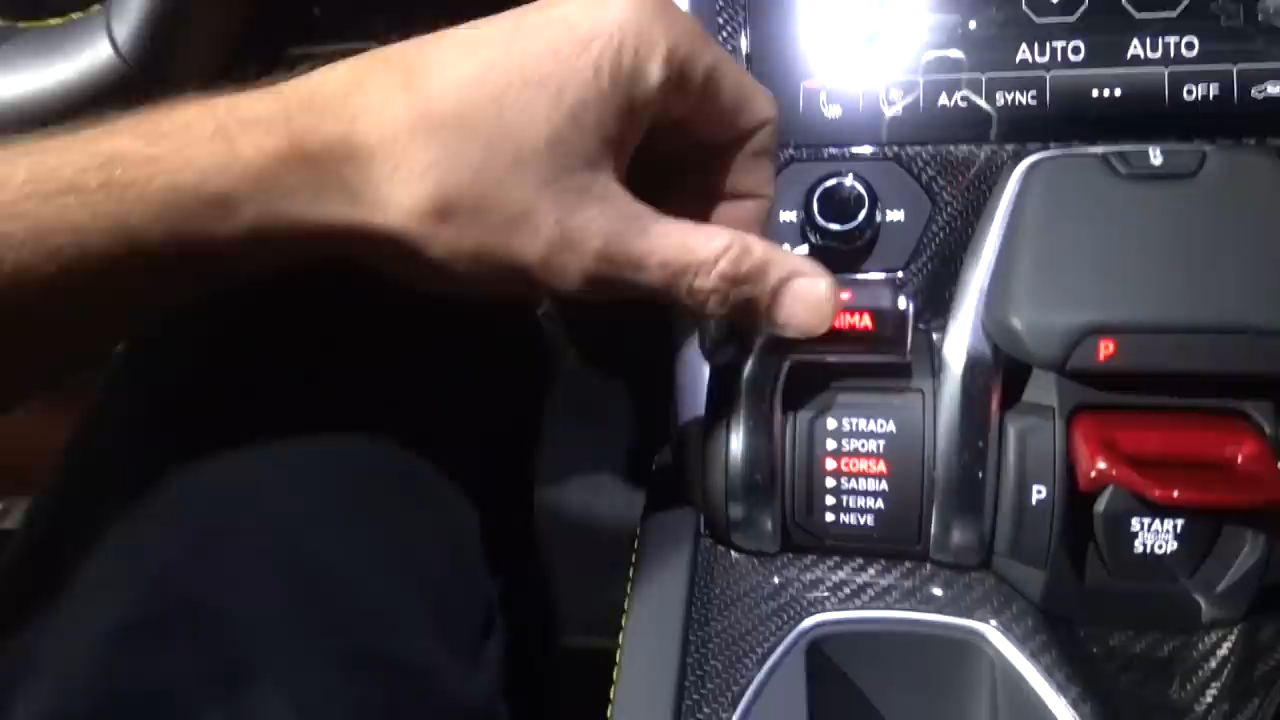 AUTO AUTO
A/C SYNC ••• OFF
P
STRADA
SPORT
CORSA
SABBIA
TERRA
NEVE
P
START
ENGINE
STOP